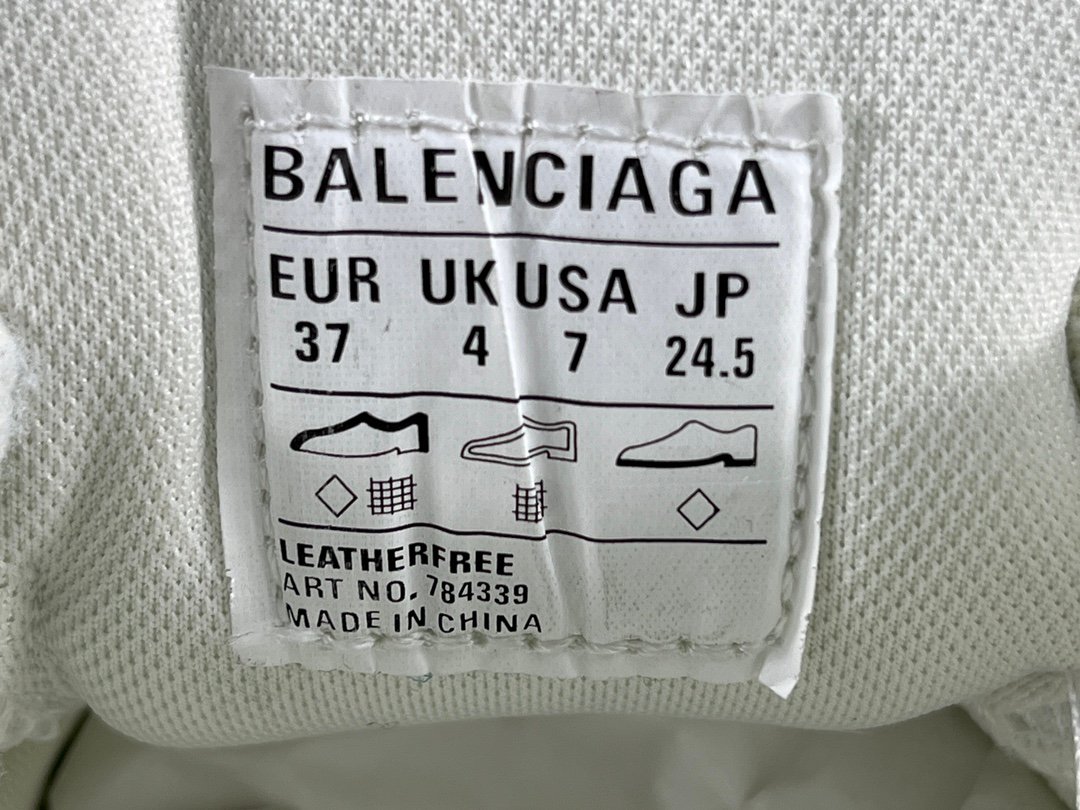 BALENCIAGA
EUR UK USA JP
37 4 7 24.5
LEATHERFREE
ART NO. 784339
MADE IN CHINA